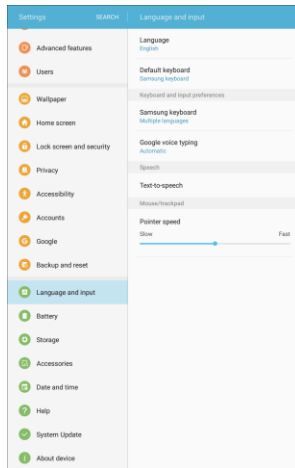 Settings
SEARCH
Advanced features
Users
Wallpaper
Home screen
Lock screen and security
Privacy
Accessibility
Accounts
Google
Backup and reset
Language and input
Battery
Storage
Accessories
Date and time
Help
System Update
About device
Language and input
Language
English
Default keyboard
Samsung keyboard
Keyboard and input preferences
Samsung keyboard
Multiple languages
Google voice typing
Automatic
Speech
Text-to-speech
Mouse/trackpad
Pointer speed
Slow
Fast